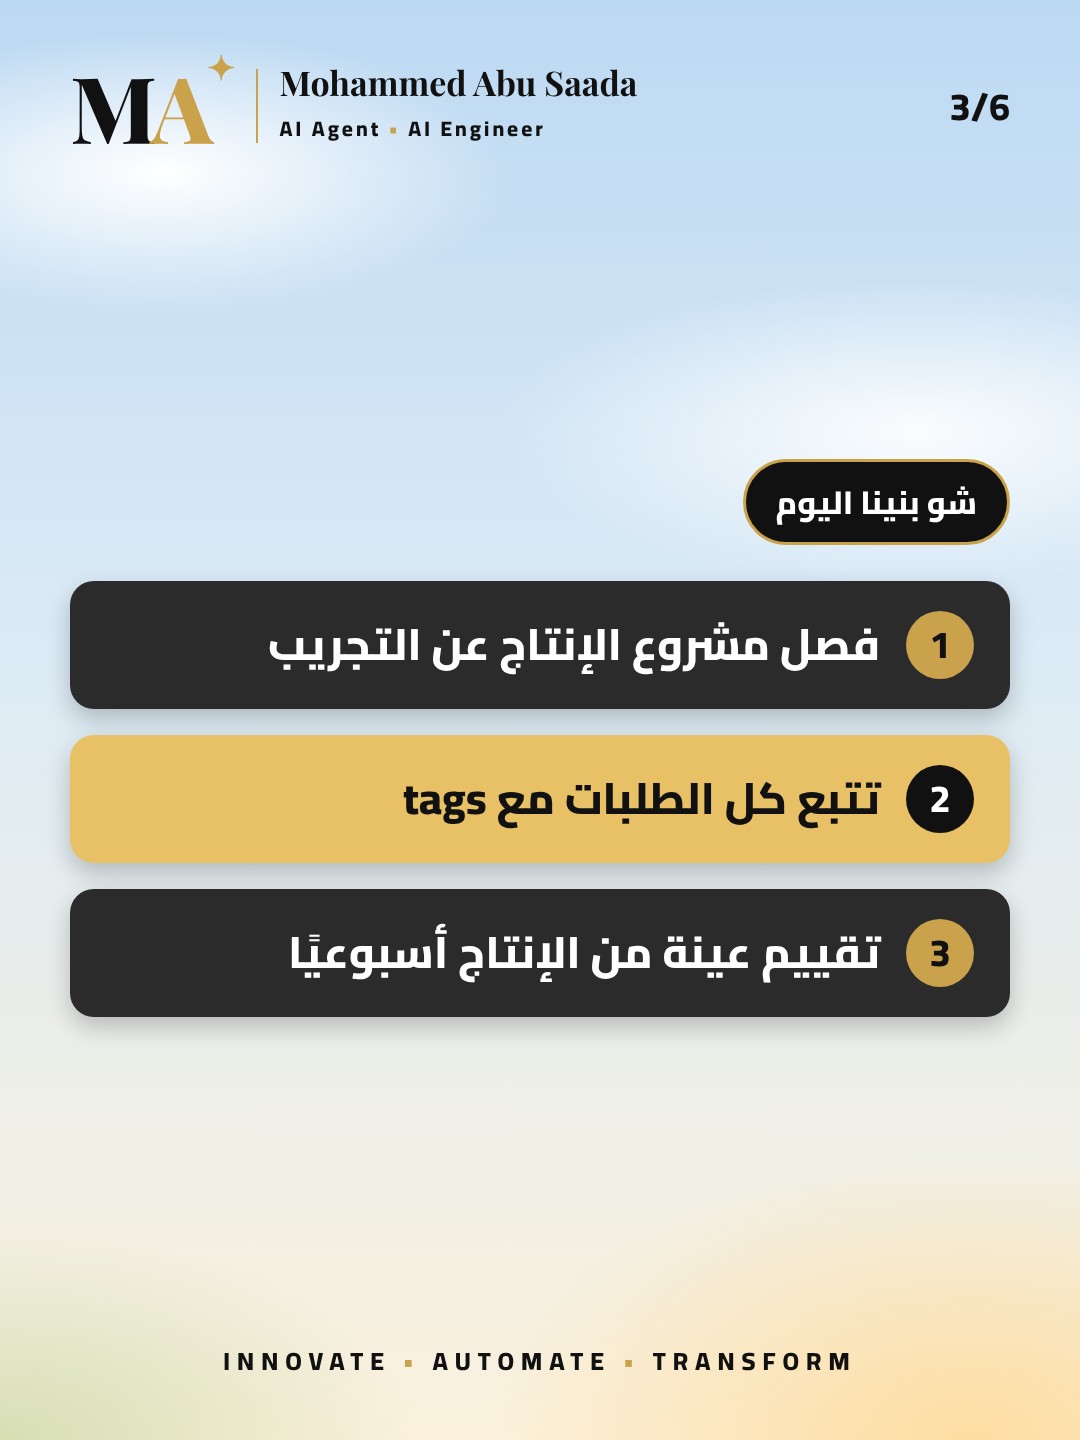 MA
Mohammed Abu Saada
AI Agent ▪ AI Engineer
3/6
شو بنينا اليوم
1 فصل مشروع الإنتاج عن التجريب
2 تتبع كل الطلبات مع tags
3 تقييم عينة من الإنتاج أسبوعيًا
INNOVATE ▪ AUTOMATE ▪ TRANSFORM